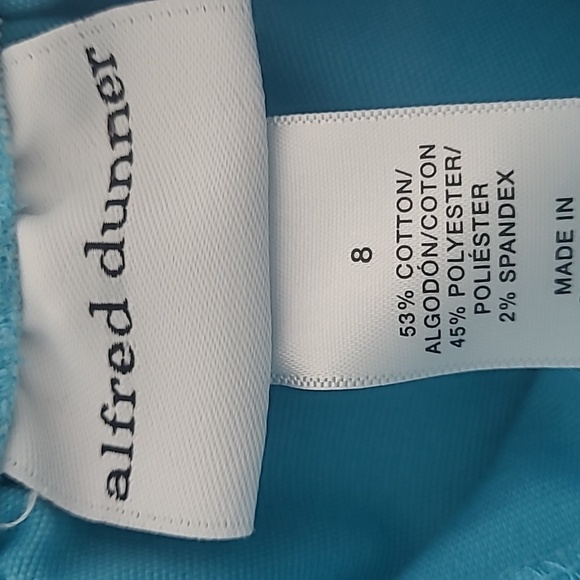 alfred dunner
8
53% COTTON/
ALGODÓN/COTON
45% POLYESTER/
POLIÉSTER
2% SPANDEX
MADE IN